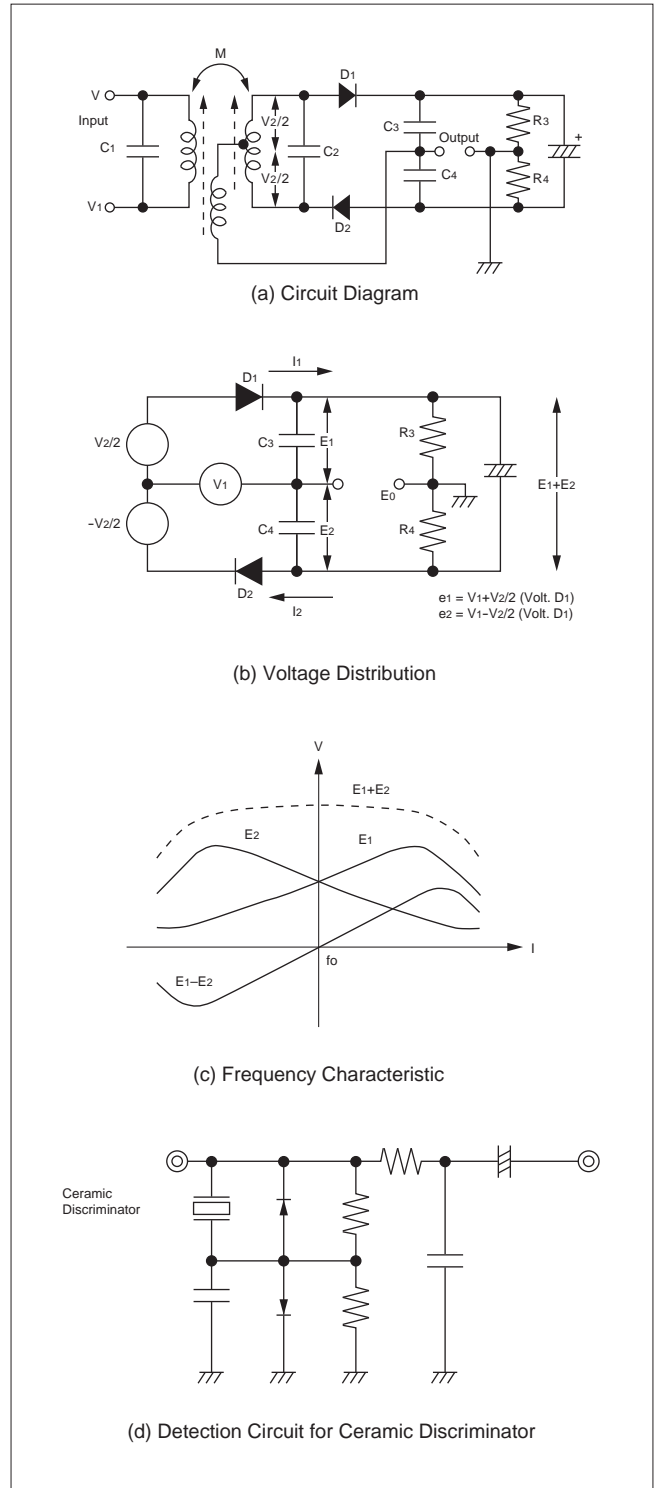 M
V
Input
C1
V1
V2/2
V2/2
C2
D1
D2
C3
Output
C4
R3
R4
+
(a) Circuit Diagram
I1
D1
V2/2
V1
-V2/2
C3
E1
C4
E2
E0
R3
R4
E1+E2
D2
I2
e1 = V1+V2/2 (Volt. D1)
e2 = V1-V2/2 (Volt. D1)
(b) Voltage Distribution
V
E1+E2
E2
E1
fo
I
E1–E2
(c) Frequency Characteristic
Ceramic
Discriminator
(d) Detection Circuit for Ceramic Discriminator